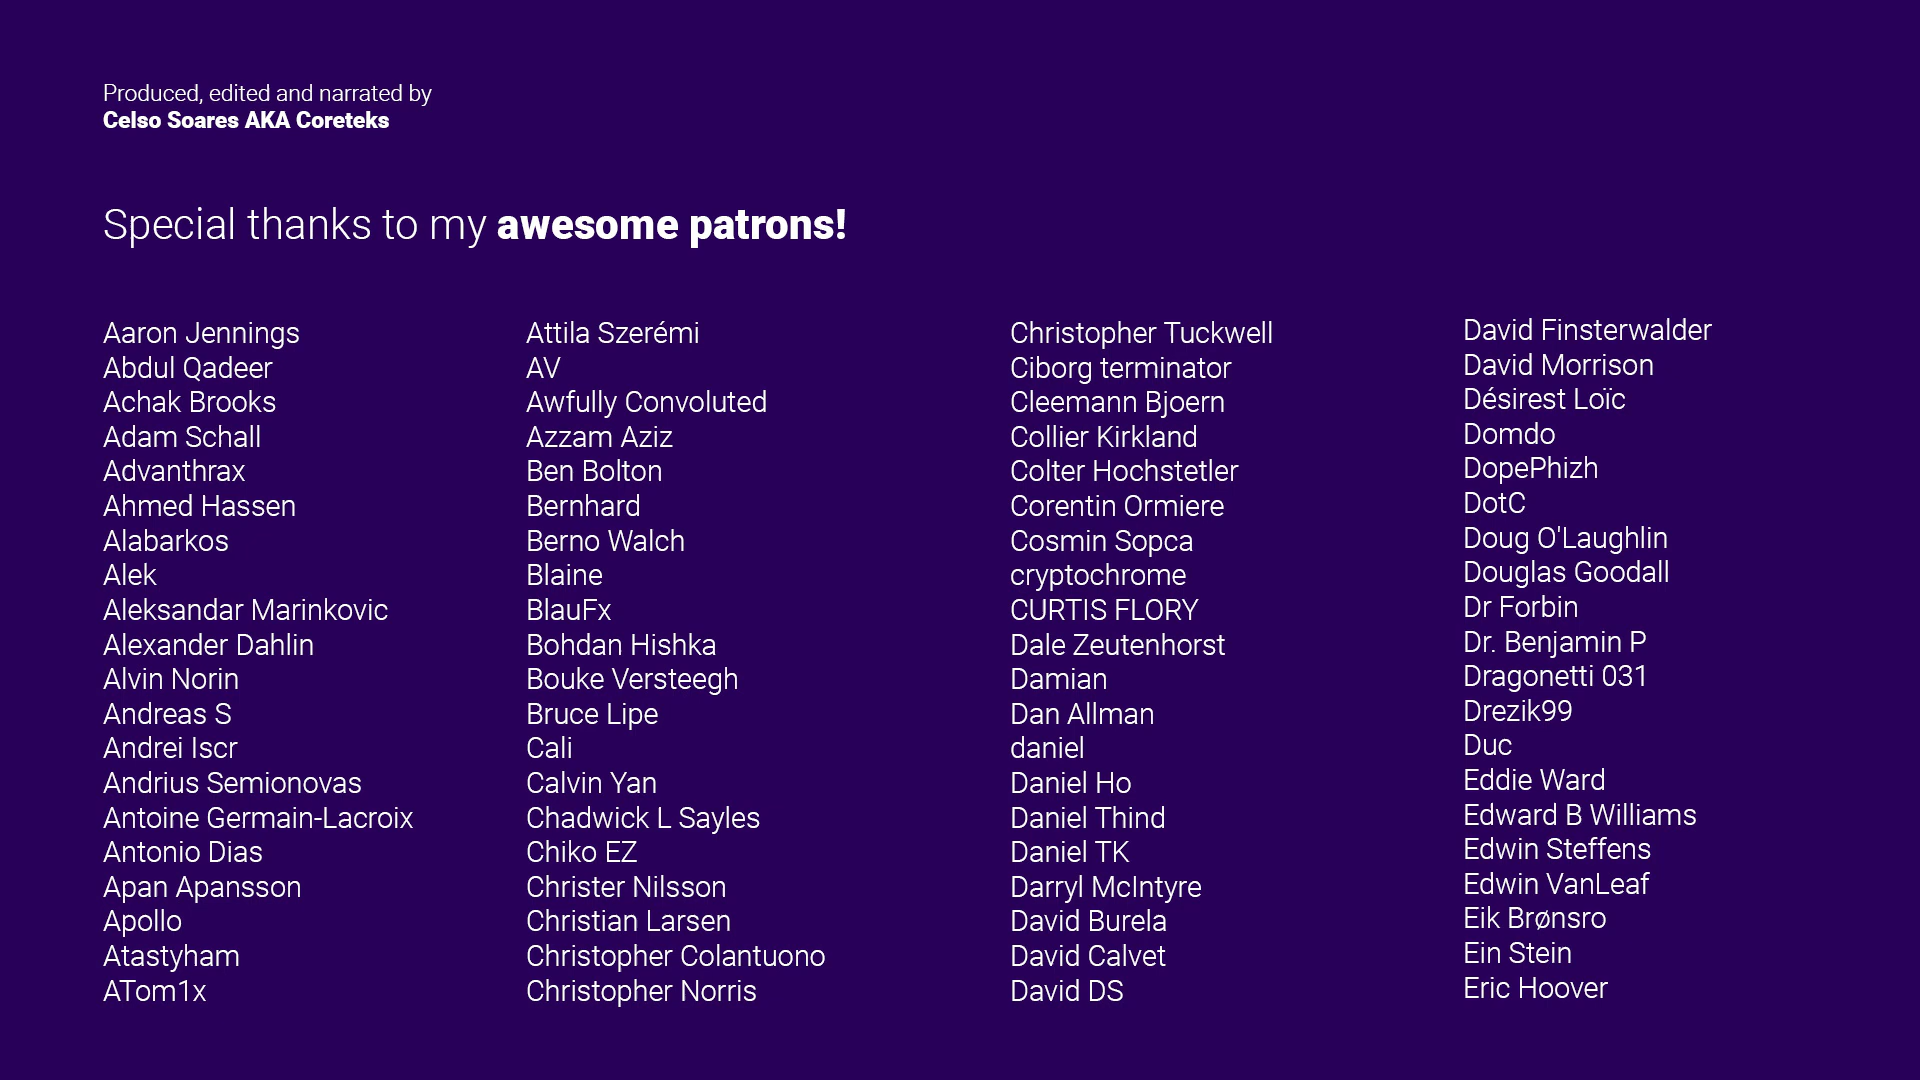 Produced, edited and narrated by
Celso Soares AKA Coreteks
Special thanks to my awesome patrons!
Aaron Jennings
Abdul Qadeer
Achak Brooks
Adam Schall
Advanthrax
Ahmed Hassen
Alabarkos
Alek
Aleksandar Marinkovic
Alexander Dahlin
Alvin Norin
Andreas S
Andrei Iscr
Andrius Semionovas
Antoine Germain-Lacroix
Antonio Dias
Apan Apansson
Apollo
Atastyham
ATom1x
Attila Szerémi
AV
Awfully Convoluted
Azzam Aziz
Ben Bolton
Bernhard
Berno Walch
Blaine
BlauFx
Bohdan Hishka
Bouke Versteegh
Bruce Lipe
Cali
Calvin Yan
Chadwick L Sayles
Chiko EZ
Christer Nilsson
Christian Larsen
Christopher Colantuono
Christopher Norris
Christopher Tuckwell
Ciborg terminator
Cleemann Bjoern
Collier Kirkland
Colter Hochstetler
Corentin Ormiere
Cosmin Sopca
cryptochrome
CURTIS FLORY
Dale Zeutenhorst
Damian
Dan Allman
daniel
Daniel Ho
Daniel Thind
Daniel TK
Darryl McIntyre
David Burela
David Calvet
David DS
David Finsterwalder
David Morrison
Désirest Loïc
Domdo
DopePhizh
DotC
Doug O'Laughlin
Douglas Goodall
Dr Forbin
Dr. Benjamin P
Dragonetti 031
Drezik99
Duc
Eddie Ward
Edward B Williams
Edwin Steffens
Edwin VanLeaf
Eik Brønsro
Ein Stein
Eric Hoover